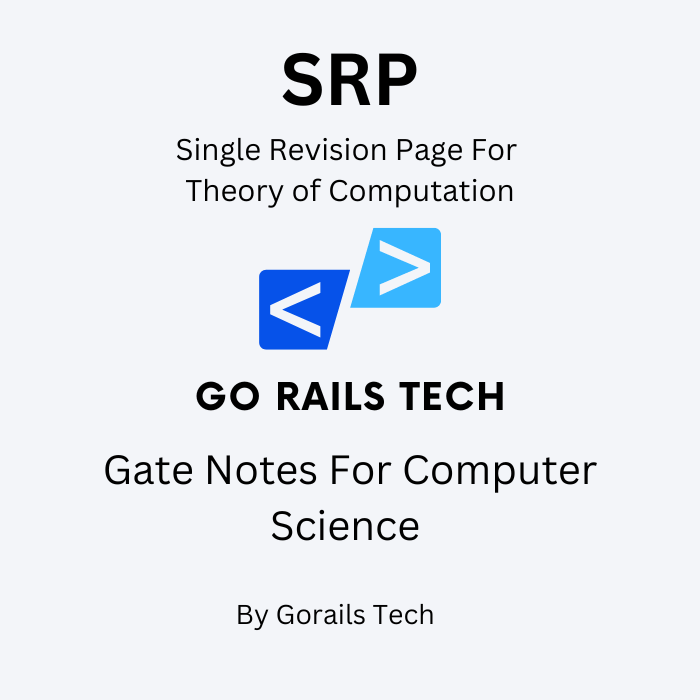 SRP
Single Revision Page For
Theory of Computation
< >
GO RAILS TECH
Gate Notes For Computer
Science
By Gorails Tech